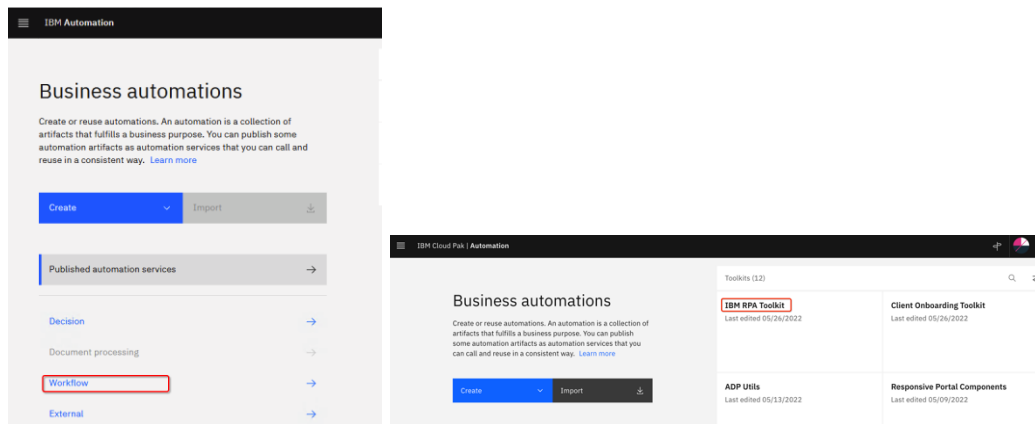 IBM Automation
Business automations
Create or reuse automations. An automation is a collection of
artifacts that fulfills a business purpose. You can publish some
automation artifacts as automation services that you can call and
reuse in a consistent way. Learn more
Create
Import
Published automation services
Decision
Document processing
Workflow
External
IBM Cloud Pak | Automation
Business automations
Create or reuse automations. An automation is a collection of
artifacts that fulfills a business purpose. You can publish
some automation artifacts as automation services that you
can call and reuse in a consistent way. Learn more
Create
Import
Toolkits (12)
IBM RPA Toolkit
Last edited 05/26/2022
Client Onboarding Toolkit
Last edited 05/26/2022
ADP Utils
Last edited 05/13/2022
Responsive Portal Components
Last edited 05/09/2022